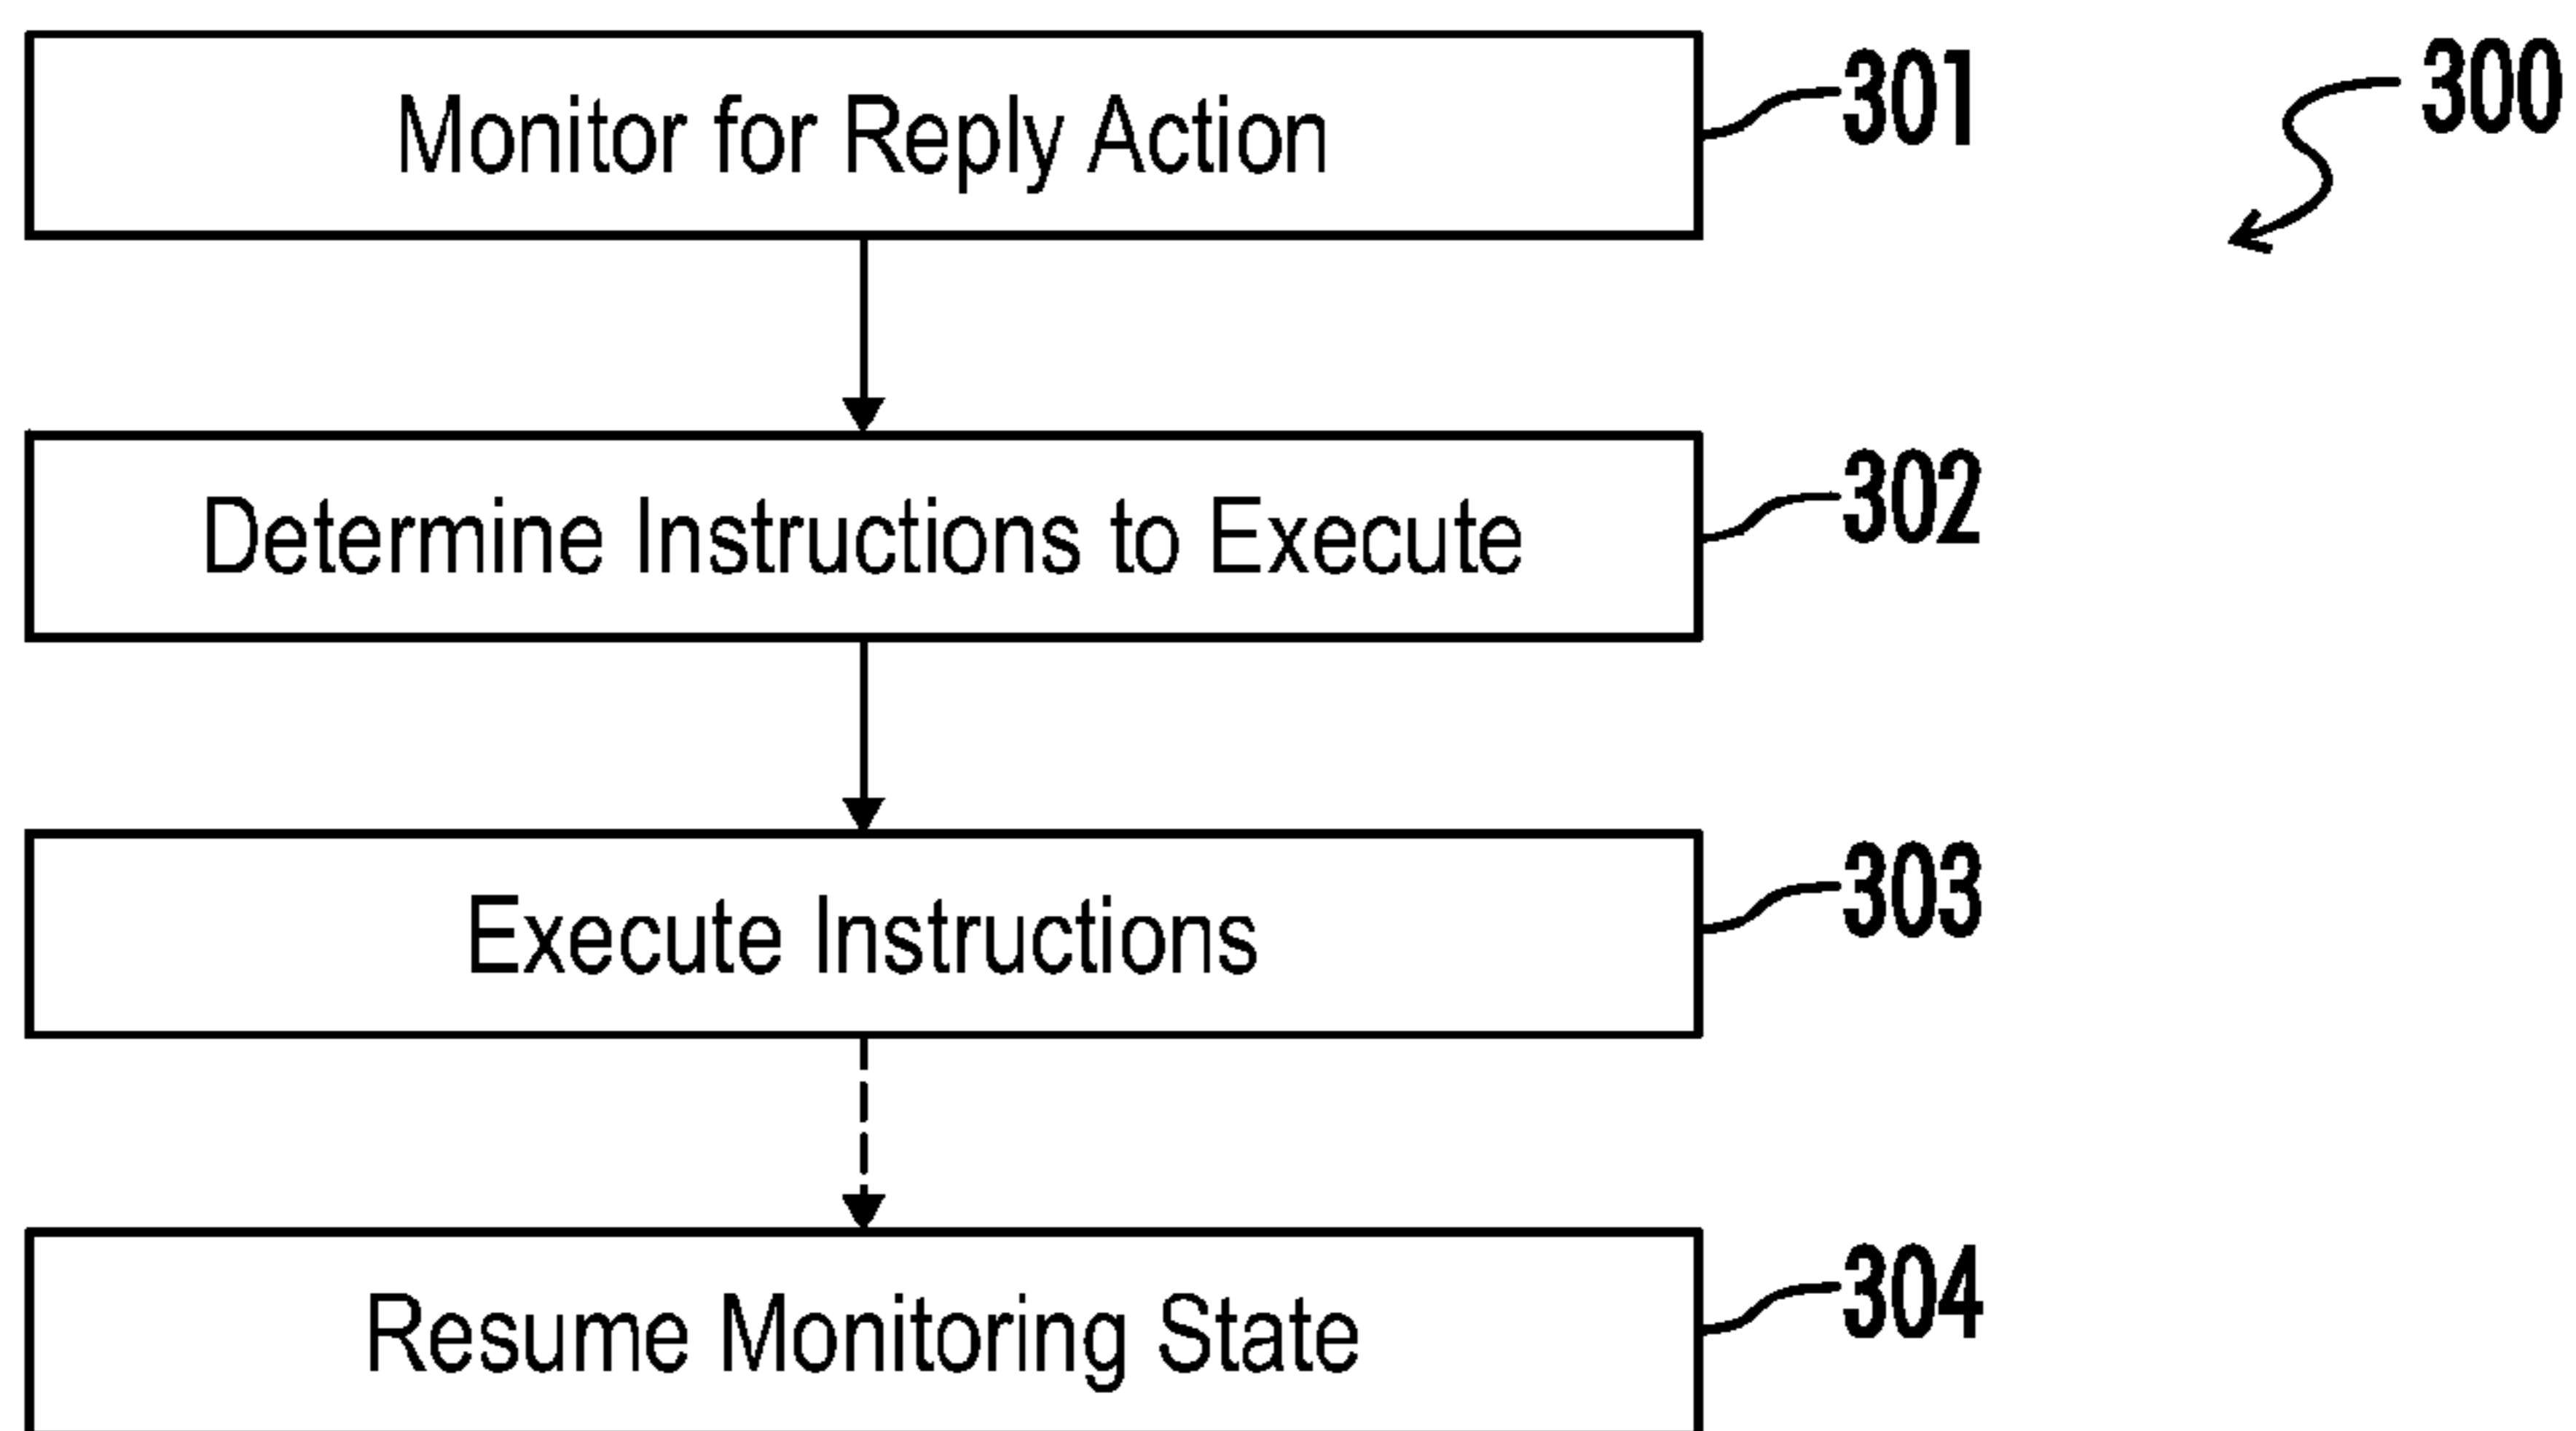 Monitor for Reply Action
301
300
Determine Instructions to Execute
302
Execute Instructions
303
Resume Monitoring State
304